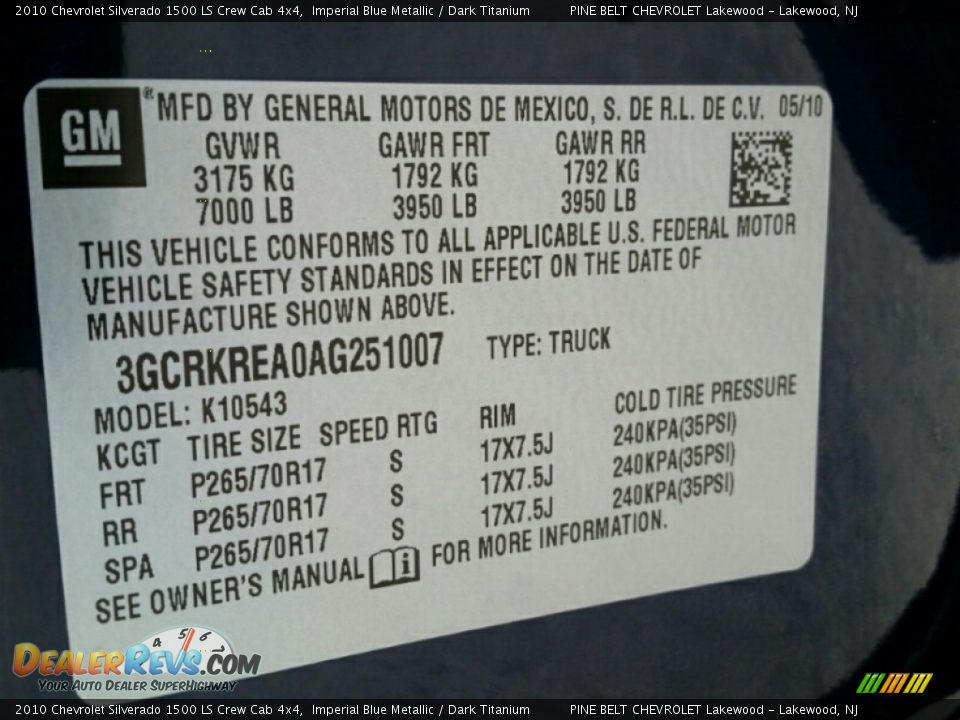 2010 Chevrolet Silverado 1500 LS Crew Cab 4x4, Imperial Blue Metallic / Dark Titanium PINE BELT CHEVROLET Lakewood – Lakewood, NJ
GM ® MFD BY GENERAL MOTORS DE MEXICO, S. DE R.L. DE C.V. 05/10
GVWR GAWR FRT GAWR RR
3175 KG 1792 KG 1792 KG
7000 LB 3950 LB 3950 LB
THIS VEHICLE CONFORMS TO ALL APPLICABLE U.S. FEDERAL MOTOR
VEHICLE SAFETY STANDARDS IN EFFECT ON THE DATE OF
MANUFACTURE SHOWN ABOVE.
3GCRKREA0AG251007 TYPE: TRUCK
MODEL: K10543
KCGT TIRE SIZE SPEED RTG RIM COLD TIRE PRESSURE
FRT P265/70R17 S 17X7.5J 240KPA(35PSI)
RR P265/70R17 S 17X7.5J 240KPA(35PSI)
SPA P265/70R17 S 17X7.5J 240KPA(35PSI)
SEE OWNER'S MANUAL i FOR MORE INFORMATION.
4 5 6
DEALERREVS.COM
YOUR AUTO DEALER SUPERHIGHWAY
2010 Chevrolet Silverado 1500 LS Crew Cab 4x4, Imperial Blue Metallic / Dark Titanium PINE BELT CHEVROLET Lakewood – Lakewood, NJ